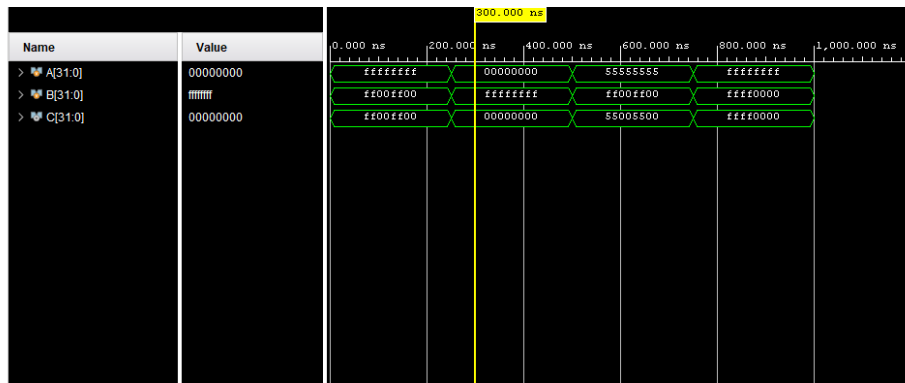 300.000 ns
Name Value 0.000 ns 200.000 ns 400.000 ns 600.000 ns 800.000 ns 1,000.000 ns
A[31:0] 00000000 ffffffff 00000000 55555555 ffffffff
B[31:0] ffffffff ff00ff00 ffffffff ff00ff00 ffff0000
C[31:0] 00000000 ff00ff00 00000000 55005500 ffff0000